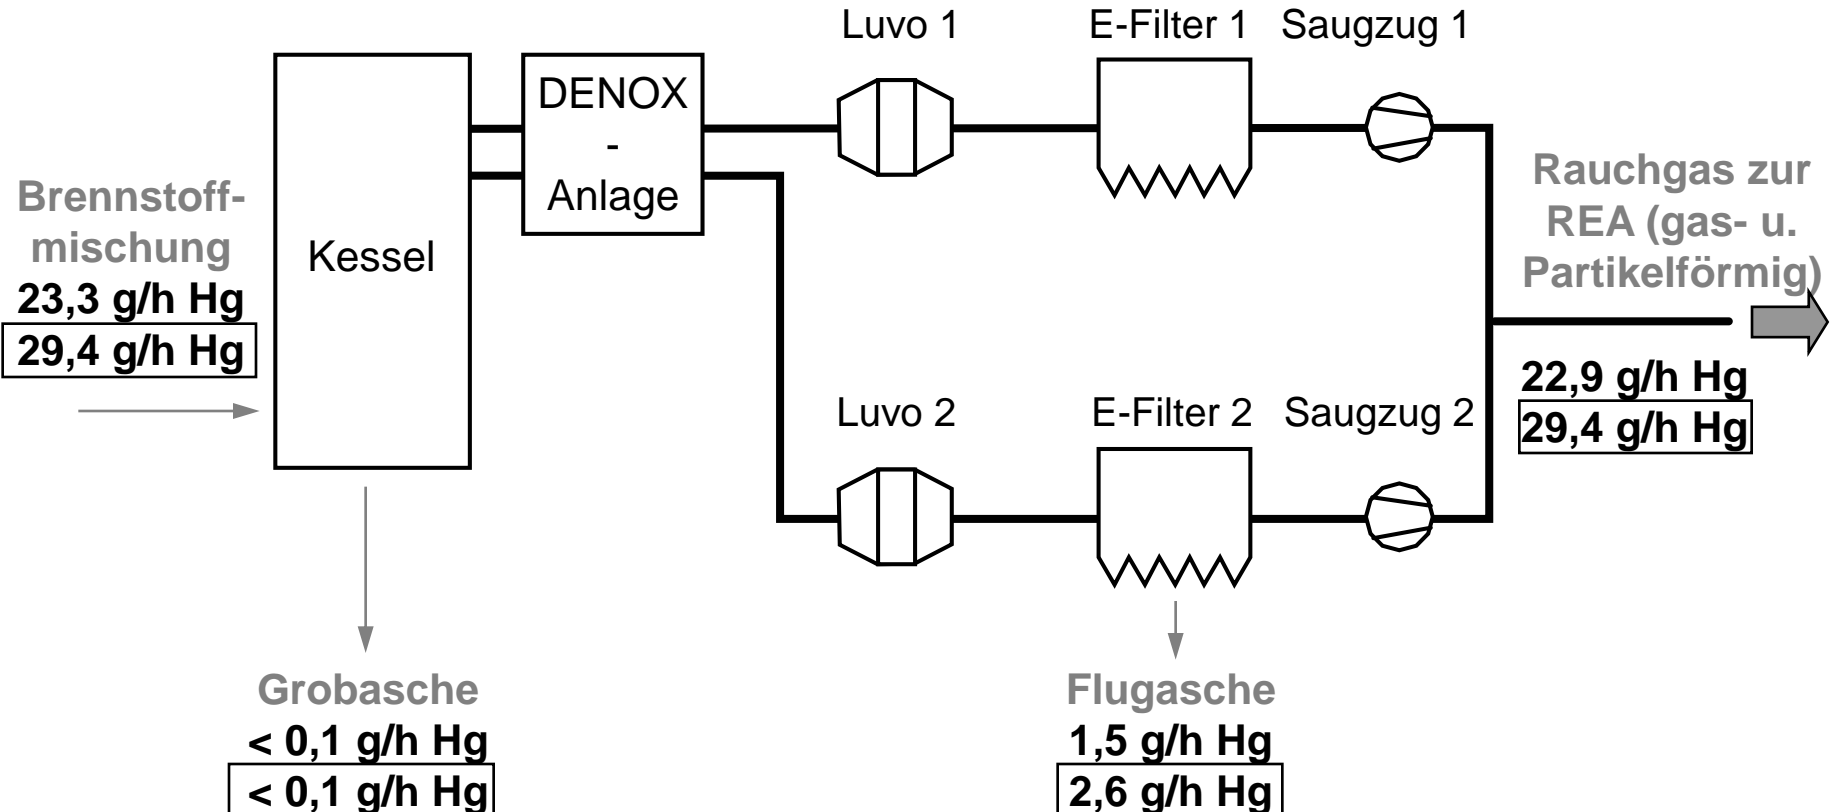 Luvo 1
E-Filter 1
Saugzug 1
DENOX
-
Anlage
Kessel
Brennstoff-
mischung
23,3 g/h Hg
29,4 g/h Hg
Rauchgas zur
REA (gas- u.
Partikelförmig)
22,9 g/h Hg
29,4 g/h Hg
Luvo 2
E-Filter 2
Saugzug 2
Grobasche
< 0,1 g/h Hg
< 0,1 g/h Hg
Flugasche
1,5 g/h Hg
2,6 g/h Hg